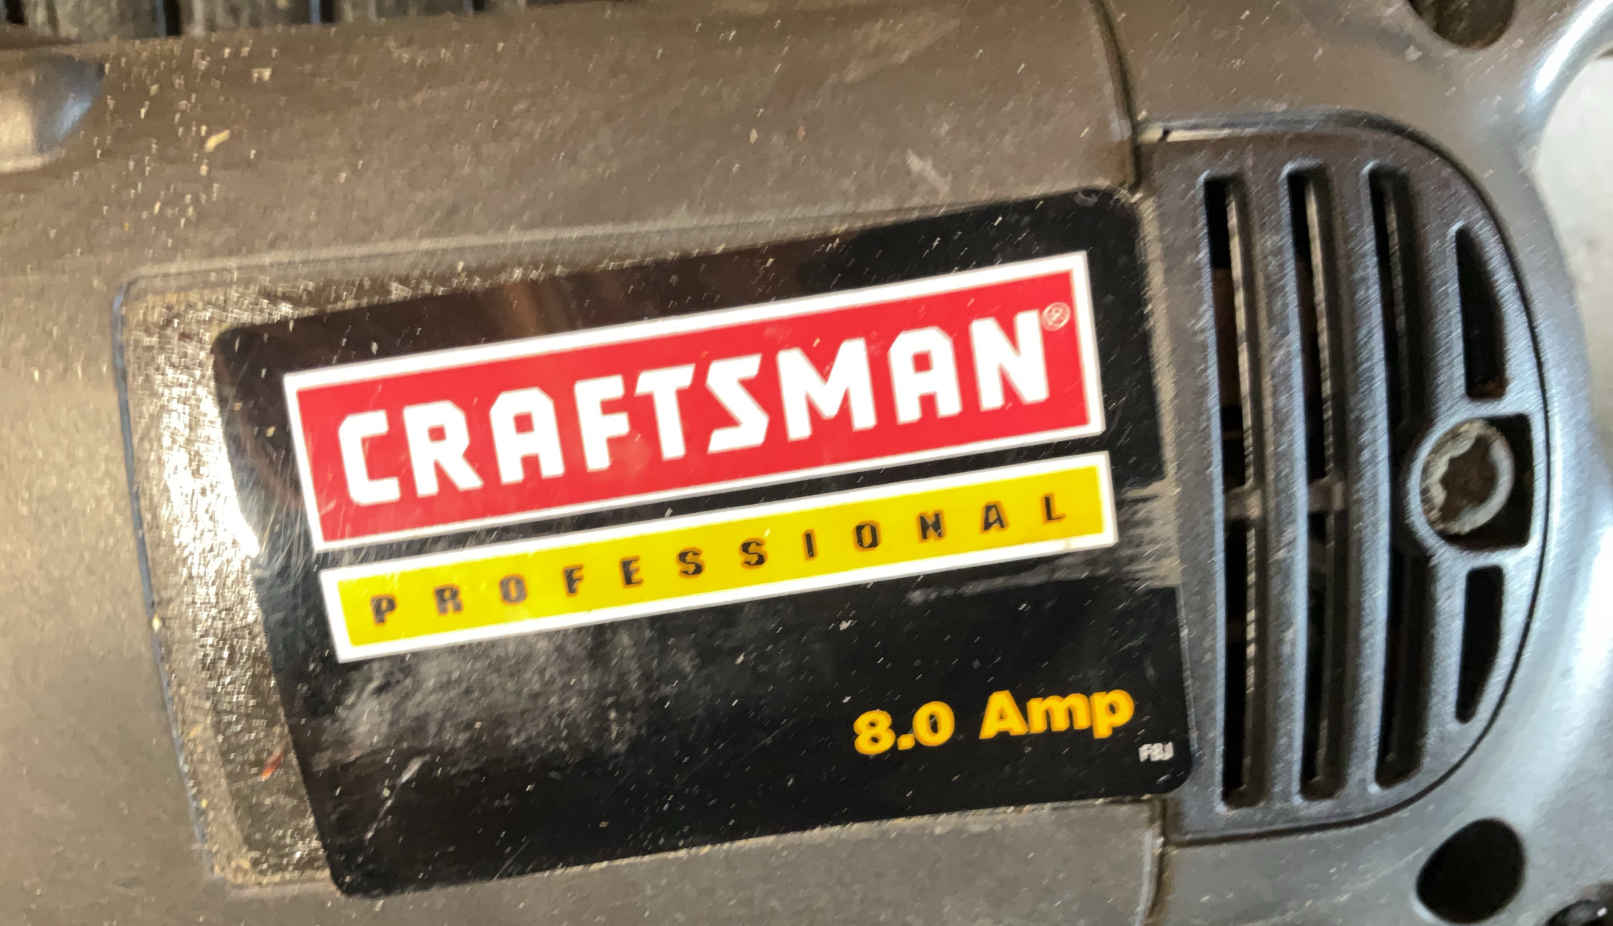 CRAFTSMAN®
PROFESSIONAL
8.0 Amp